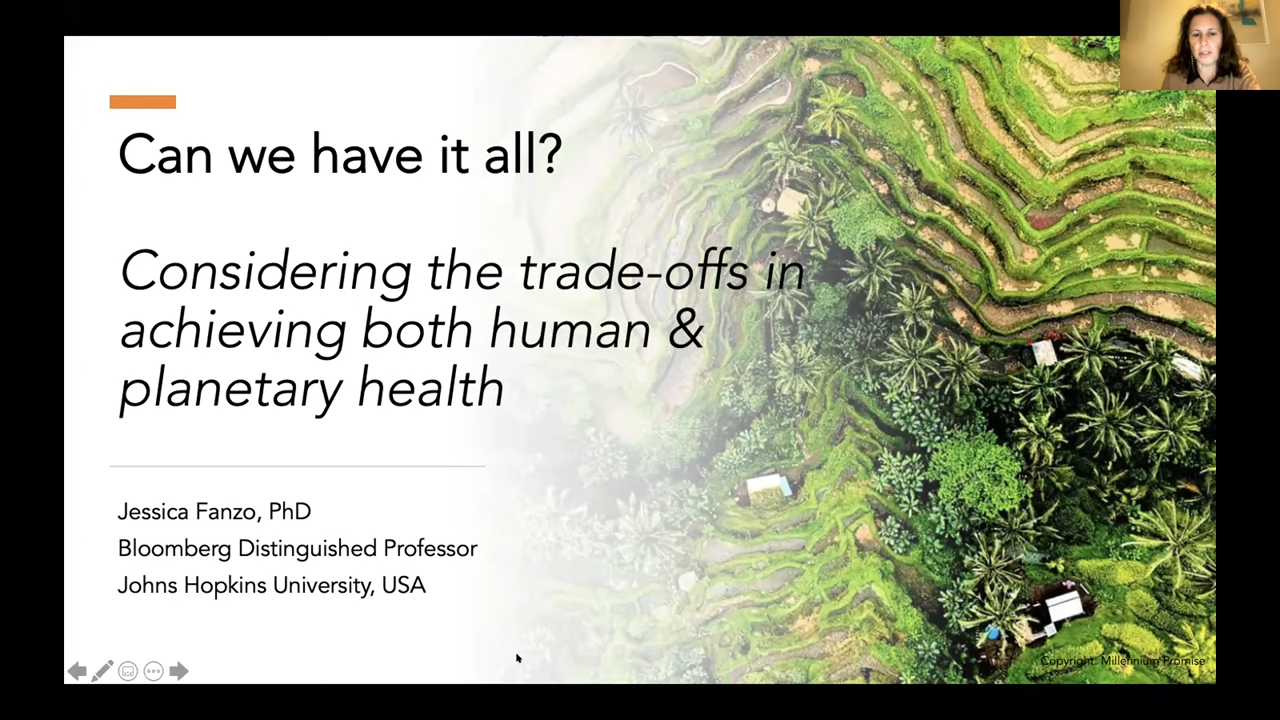 Can we have it all?
Considering the trade-offs in
achieving both human &
planetary health
Jessica Fanzo, PhD
Bloomberg Distinguished Professor
Johns Hopkins University, USA
Copyright: Millennium Promise